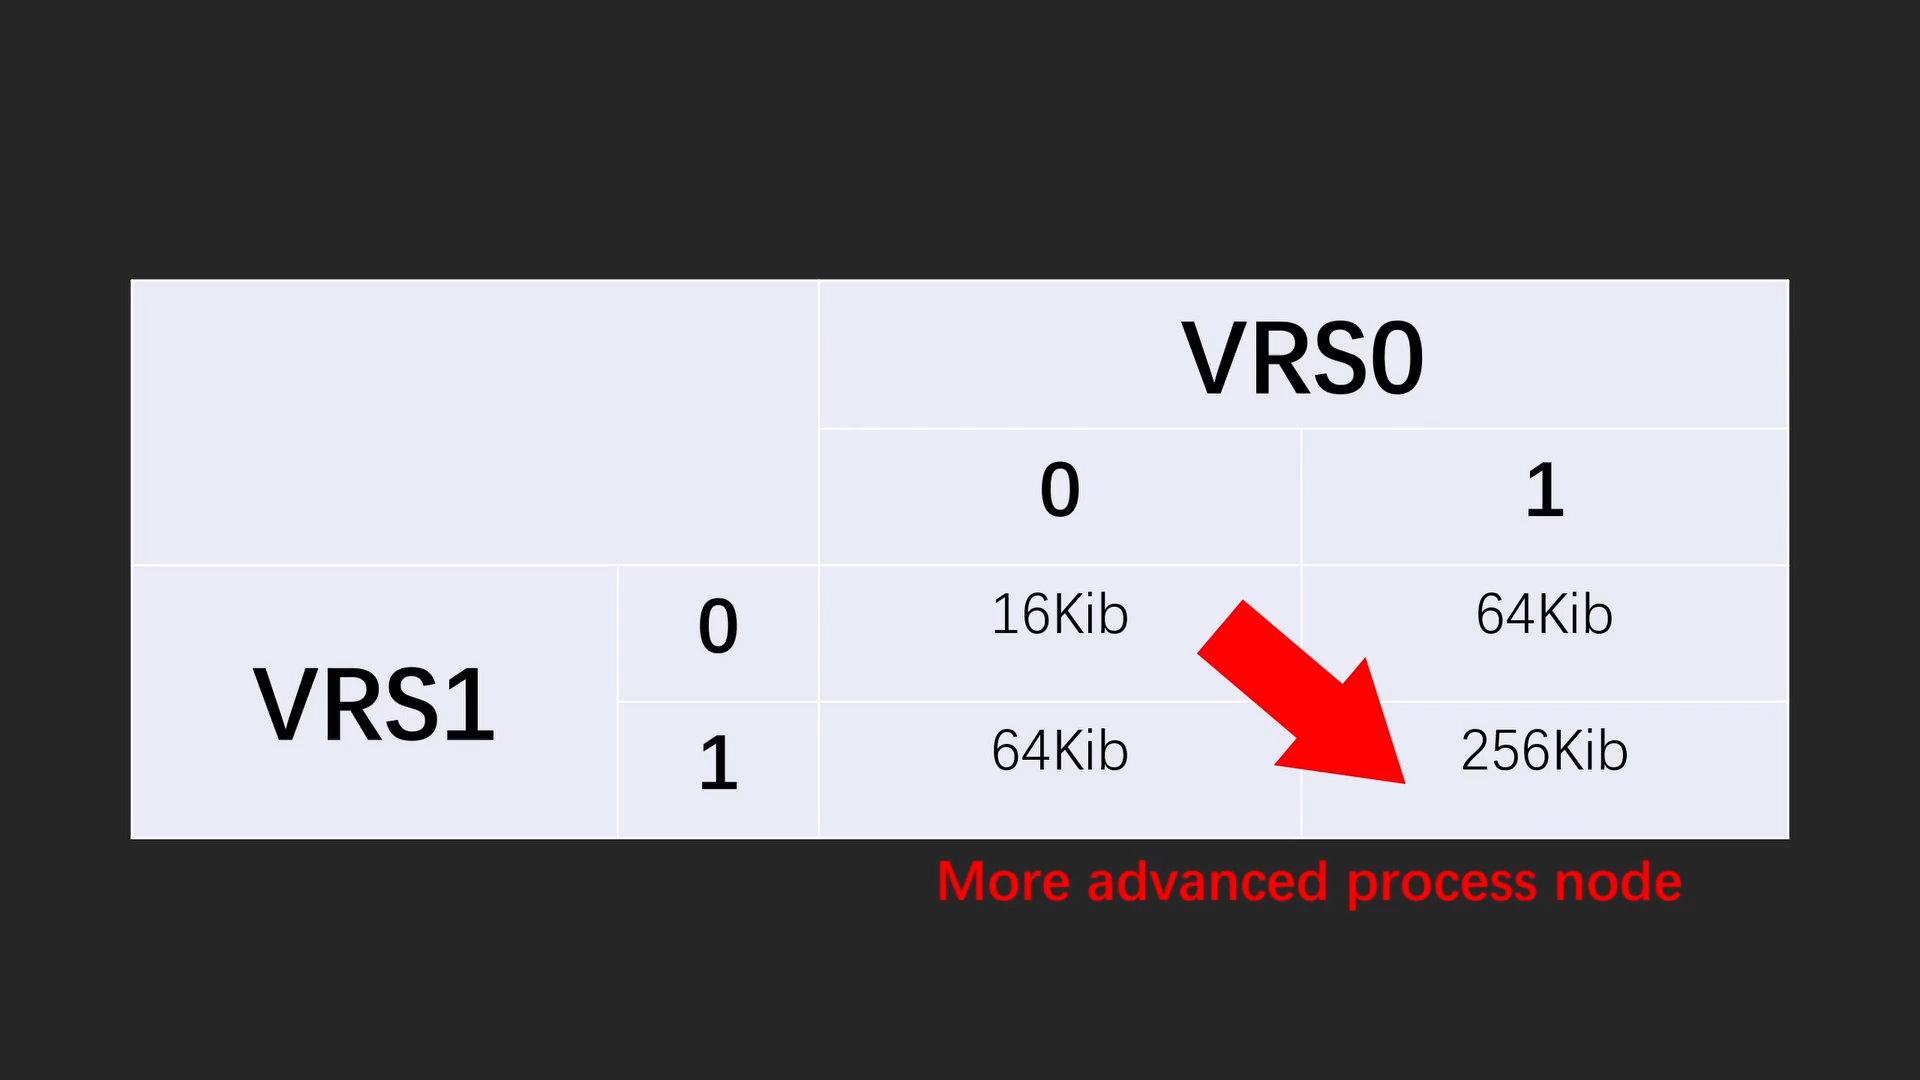 VRS0
0 1
VRS1
0 16Kib 64Kib
1 64Kib 256Kib
More advanced process node